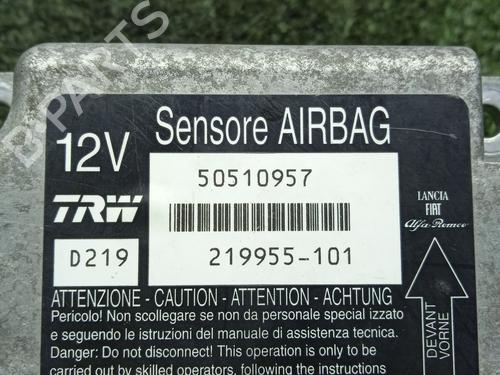 12V Sensore AIRBAG
50510957
TRW
LANCIA
FIAT
Alfa Romeo
D219
219955-101
ATTENZIONE - CAUTION - ATTENTION - ACHTUNG
Pericolo! Non scollegare se non da personale special izzato
e seguendo le istruzioni del manuale di assistenza tecnica.
Danger: Do not disconnect! This operation is only to be
carried out by skilled operators, following the instructions
DEVANT
VORNE
B-PARTS